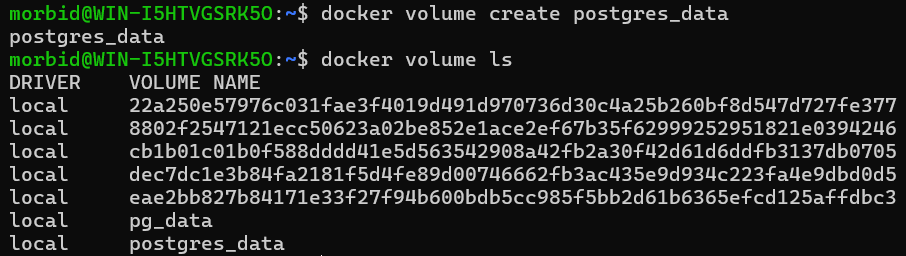 morbid@WIN-I5HTVGSRK5O:~$ docker volume create postgres_data
postgres_data
morbid@WIN-I5HTVGSRK5O:~$ docker volume ls
DRIVER    VOLUME NAME
local     22a250e57976c031fae3f4019d491d970736d30c4a25b260bf8d547d727fe377
local     8802f2547121ecc50623a02be852e1ace2ef67b35f62999252951821e0394246
local     cb1b01c01b0f588dddd41e5d563542908a42fb2a30f42d61d6ddfb3137db0705
local     dec7dc1e3b84fa2181f5d4fe89d00746662fb3ac435e9d934c223fa4e9dbd0d5
local     eae2bb827b84171e33f27f94b600bdb5cc985f5bb2d61b6365efcd125affdbc3
local     pg_data
local     postgres_data